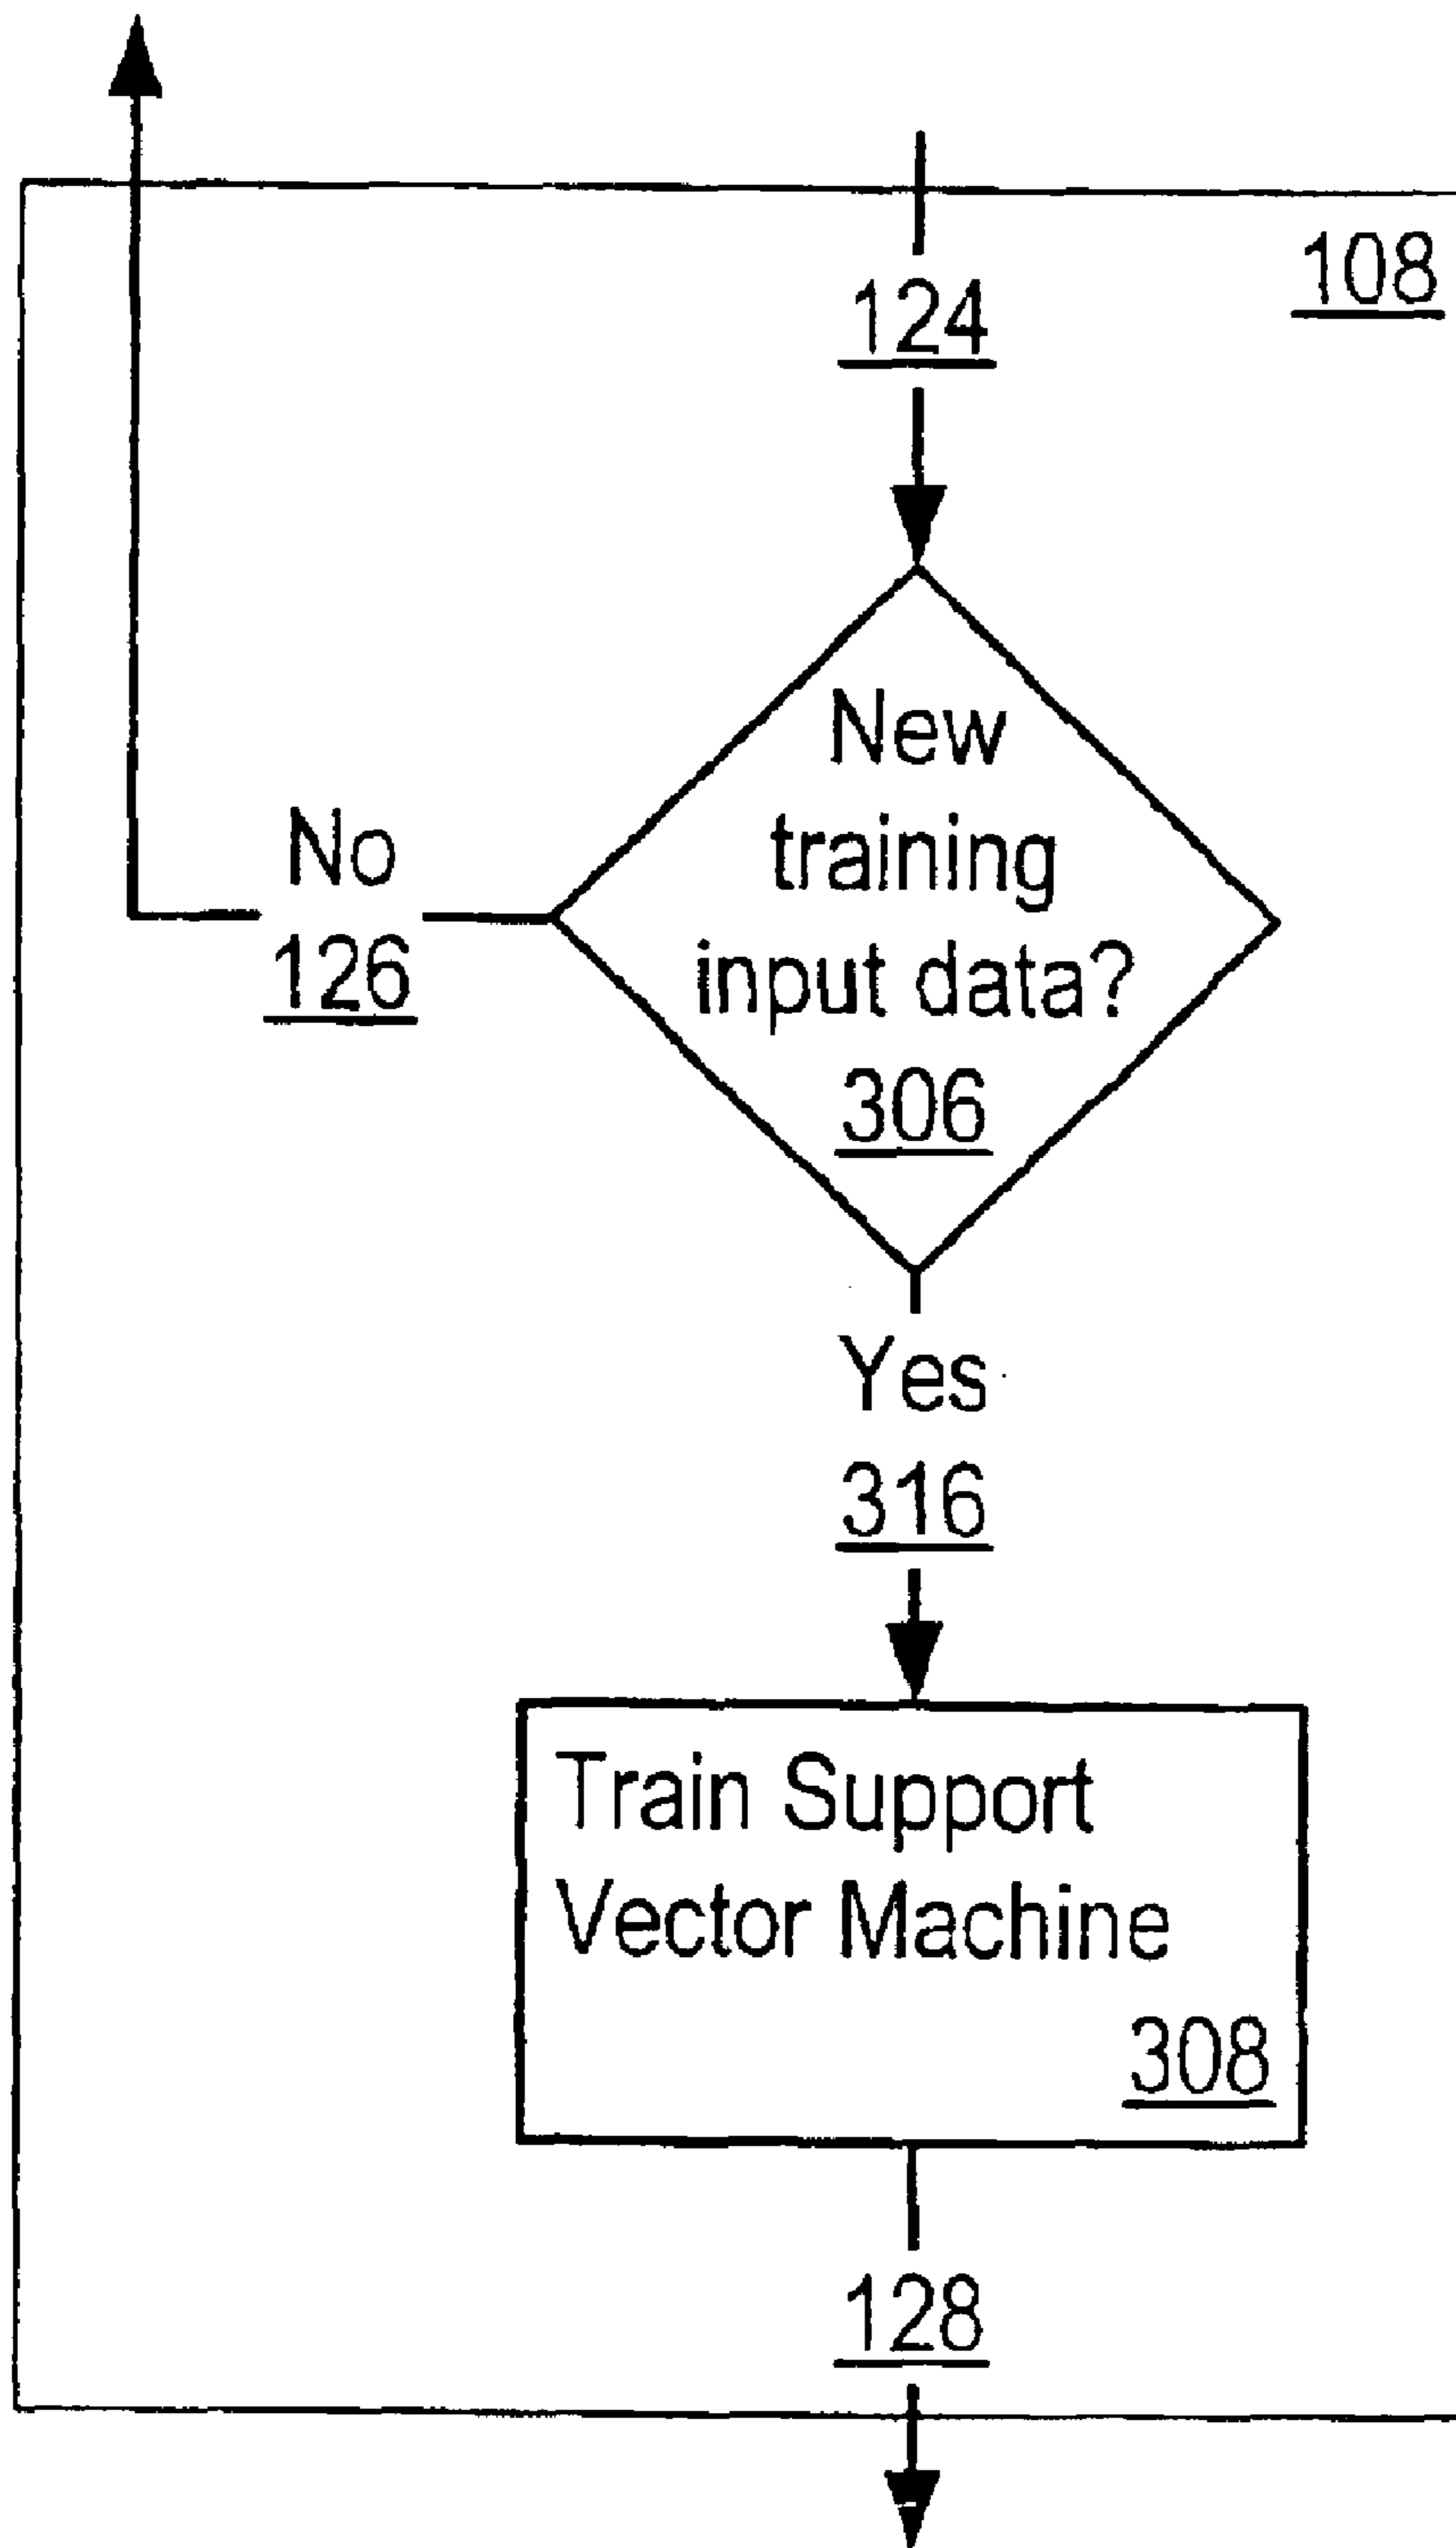 108
124
New
training
input data?
306
No
126
Yes
316
Train Support
Vector Machine
308
128